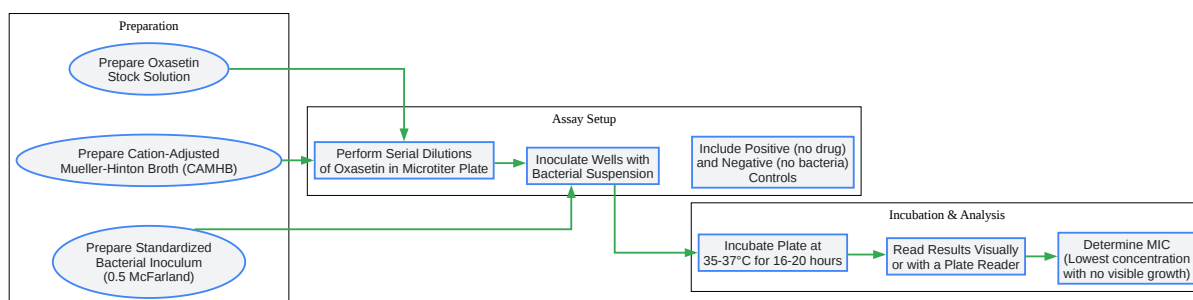 Preparation
Prepare Oxasetin
Stock Solution
Prepare Cation-Adjusted
Mueller-Hinton Broth (CAMHB)
Prepare Standardized
Bacterial Inoculum
(0.5 McFarland)
Assay Setup
Perform Serial Dilutions
of Oxasetin in Microtiter Plate
Inoculate Wells with
Bacterial Suspension
Include Positive (no drug)
and Negative (no bacteria)
Controls
Incubation & Analysis
Incubate Plate at
35-37°C for 16-20 hours
Read Results Visually
or with a Plate Reader
Determine MIC
(Lowest concentration
with no visible growth)